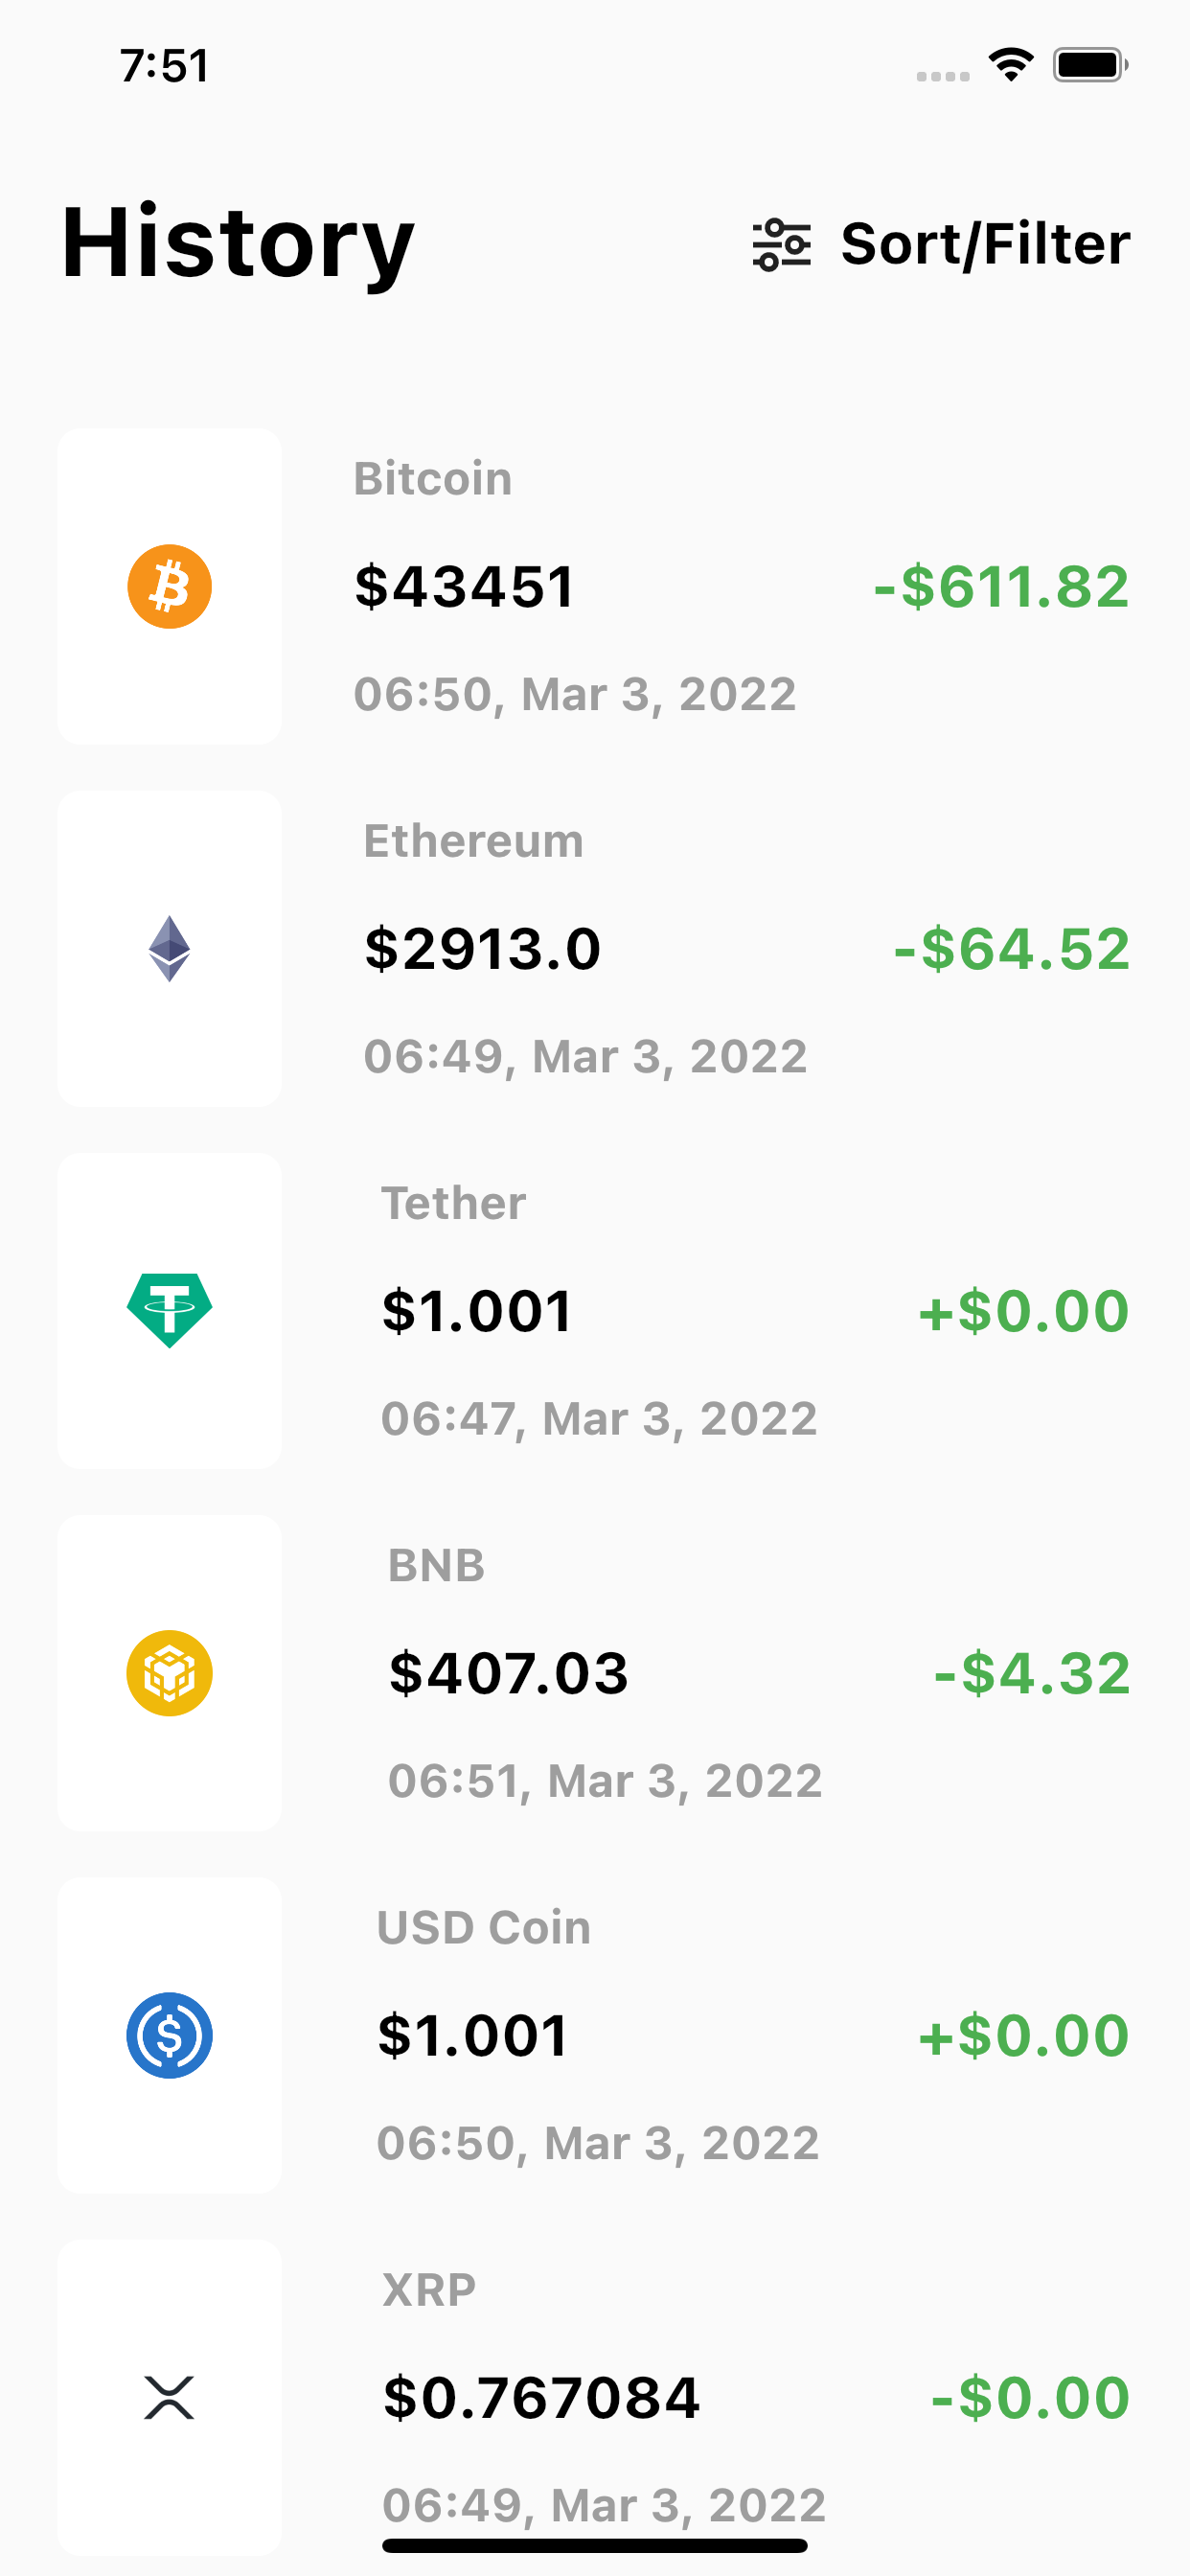 7:51
History
Sort/Filter
Bitcoin
$43451
-$611.82
06:50, Mar 3, 2022
Ethereum
$2913.0
-$64.52
06:49, Mar 3, 2022
Tether
$1.001
+$0.00
06:47, Mar 3, 2022
BNB
$407.03
-$4.32
06:51, Mar 3, 2022
USD Coin
$1.001
+$0.00
06:50, Mar 3, 2022
XRP
$0.767084
-$0.00
06:49, Mar 3, 2022